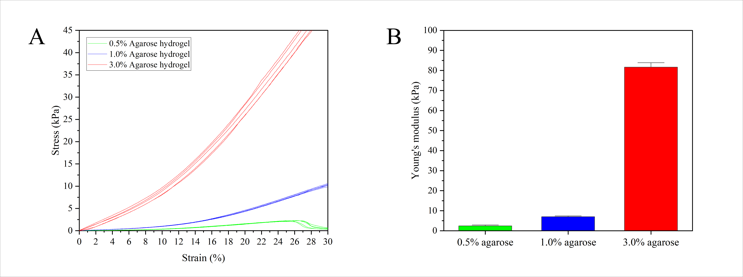 A
45
40
35
30
25
20
15
10
5
0
Stress (kPa)
0.5% Agarose hydrogel
1.0% Agarose hydrogel
3.0% Agarose hydrogel
0 2 4 6 8 10 12 14 16 18 20 22 24 26 28 30
Strain (%)
B
100
90
80
70
60
50
40
30
20
10
0
Young's modulus (kPa)
0.5% agarose 1.0% agarose 3.0% agarose